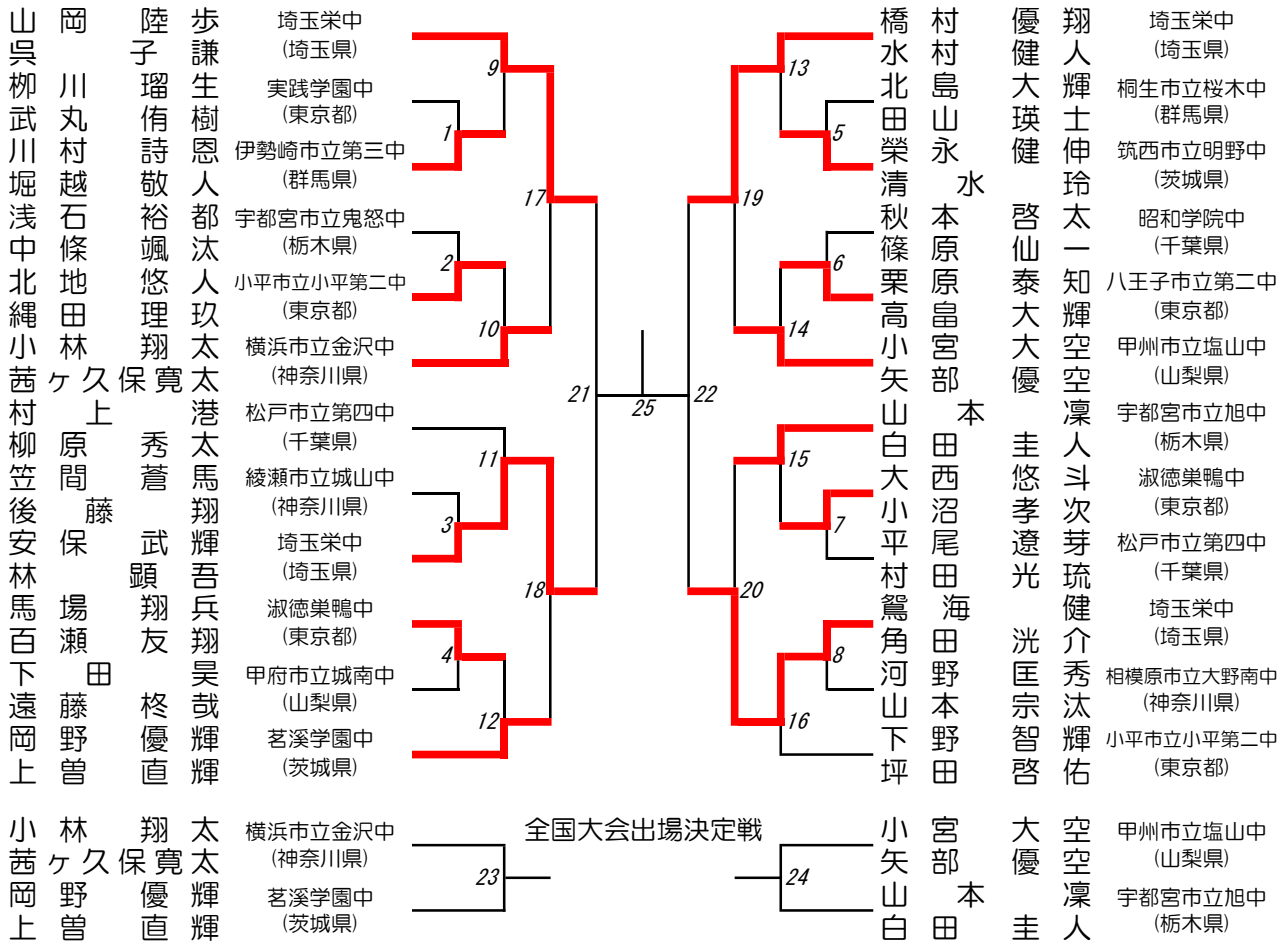 山岡陸歩 埼玉栄中
呉子謙 (埼玉県)
柳川瑠生 実践学園中
武丸侑樹 (東京都)
川村詩恩 伊勢崎市立第三中
堀越敬人 (群馬県)
浅石裕都 宇都宮市立鬼怒中
中條颯汰 (栃木県)
北地悠人 小平市立小平第二中
縄田理玖 (東京都)
小林翔太 横浜市立金沢中
茜ヶ久保寛太 (神奈川県)
村上港 松戸市立第四中
柳原秀太 (千葉県)
笠間蒼馬 綾瀬市立城山中
後藤翔 (神奈川県)
安保武輝 埼玉栄中
林顕吾 (埼玉県)
馬場翔兵 淑徳巣鴨中
百瀬友翔 (東京都)
下田昊 甲府市立城南中
遠藤柊哉 (山梨県)
岡野優輝 茗溪学園中
上曽直輝 (茨城県)
9
1
17
2
10
21
11
3
18
4
12
25
13
5
19
6
14
22
15
7
20
8
16
橋村優翔 埼玉栄中
水村健人 (埼玉県)
北島大輝 桐生市立桜木中
田山瑛士 (群馬県)
榮永健伸 筑西市立明野中
清水玲 (茨城県)
秋本啓太 昭和学院中
篠原仙一 (千葉県)
栗原泰知 八王子市立第二中
高畠大輝 (東京都)
小宮大空 甲州市立塩山中
矢部優空 (山梨県)
山本凜 宇都宮市立旭中
白田圭人 (栃木県)
大西悠斗 淑徳巣鴨中
小沼孝次 (東京都)
平尾遼芽 松戸市立第四中
村田光琉 (千葉県)
鴛海健 埼玉栄中
角田洸介 (埼玉県)
河野匡秀 相模原市立大野南中
山本宗汰 (神奈川県)
下野智輝 小平市立小平第二中
坪田啓佑 (東京都)
全国大会出場決定戦
小林翔太 横浜市立金沢中
茜ヶ久保寛太 (神奈川県)
岡野優輝 茗溪学園中
上曽直輝 (茨城県)
23
24
小宮大空 甲州市立塩山中
矢部優空 (山梨県)
山本凜 宇都宮市立旭中
白田圭人 (栃木県)